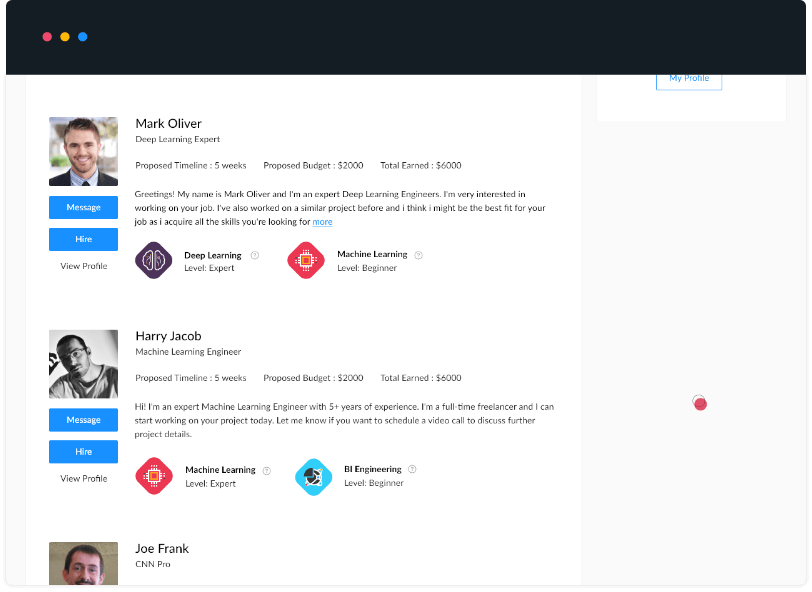 My Profile
Mark Oliver
Deep Learning Expert
Proposed Timeline : 5 weeks Proposed Budget : $2000 Total Earned : $6000
Greetings! My name is Mark Oliver and I'm an expert Deep Learning Engineers. I'm very interested in
working on your job. I've also worked on a similar project before and i think i might be the best fit for your
job as i acquire all the skills you're looking for more
Message
Hire
View Profile
Deep Learning ?
Level: Expert
Machine Learning ?
Level: Beginner
Harry Jacob
Machine Learning Engineer
Proposed Timeline : 5 weeks Proposed Budget : $2000 Total Earned : $6000
Hi! I'm an expert Machine Learning Engineer with 5+ years of experience. I'm a full-time freelancer and I can
start working on your project today. Let me know if you want to schedule a video call to discuss further
project details.
Message
Hire
View Profile
Machine Learning ?
Level: Expert
BI Engineering ?
Level: Beginner
Joe Frank
CNN Pro